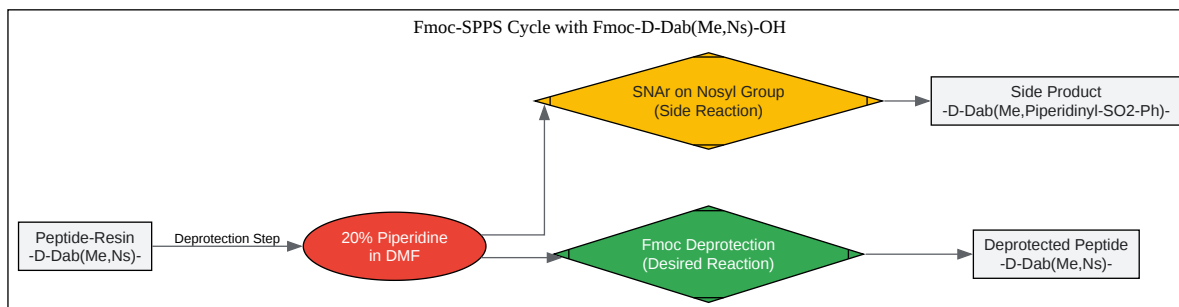 Fmoc-SPPS Cycle with Fmoc-D-Dab(Me,Ns)-OH
SNAr on Nosyl Group
(Side Reaction)
Side Product
-D-Dab(Me,Piperidinyl-SO2-Ph)-
Peptide-Resin
-D-Dab(Me,Ns)-
Deprotection Step
20% Piperidine
in DMF
Fmoc Deprotection
(Desired Reaction)
Deprotected Peptide
-D-Dab(Me,Ns)-